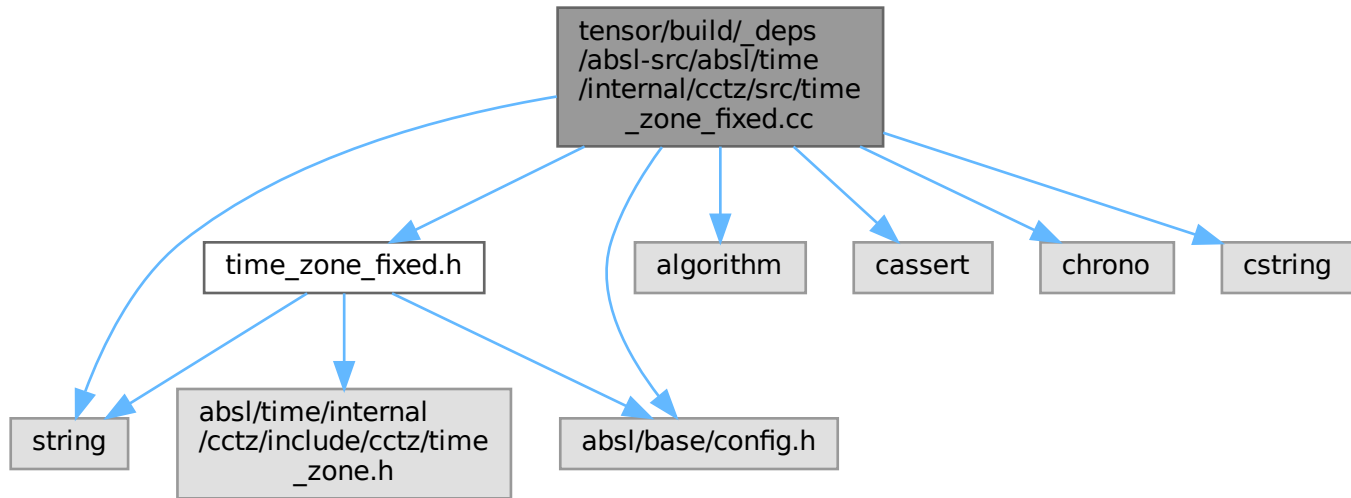 tensor/build/_deps
/absl-src/absl/time
/internal/cctz/src/time
_zone_fixed.cc
time_zone_fixed.h
algorithm
cassert
chrono
cstring
string
absl/time/internal
/cctz/include/cctz/time
_zone.h
absl/base/config.h